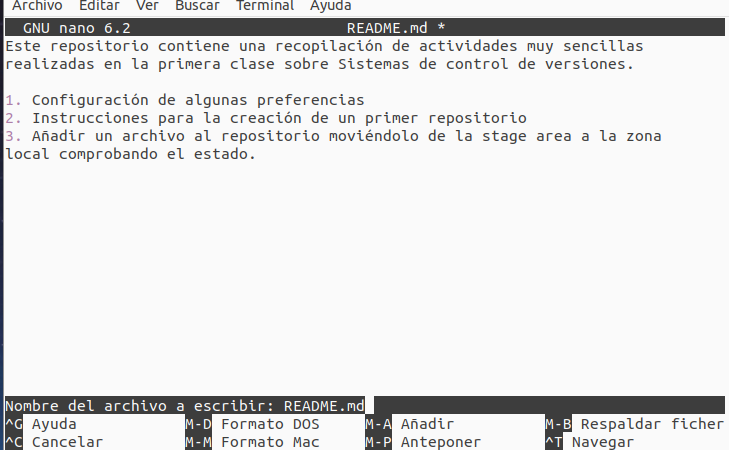 Archivo Editar Ver Buscar Terminal Ayuda
GNU nano 6.2 README.md *
Este repositorio contiene una recopilación de actividades muy sencillas
realizadas en la primera clase sobre Sistemas de control de versiones.
1. Configuración de algunas preferencias
2. Instrucciones para la creación de un primer repositorio
3. Añadir un archivo al repositorio moviéndolo de la stage area a la zona
local comprobando el estado.
Nombre del archivo a escribir: README.md
^G Ayuda M-D Formato DOS M-A Añadir M-B Respaldar ficher
^C Cancelar M-M Formato Mac M-P Anteponer ^T Navegar